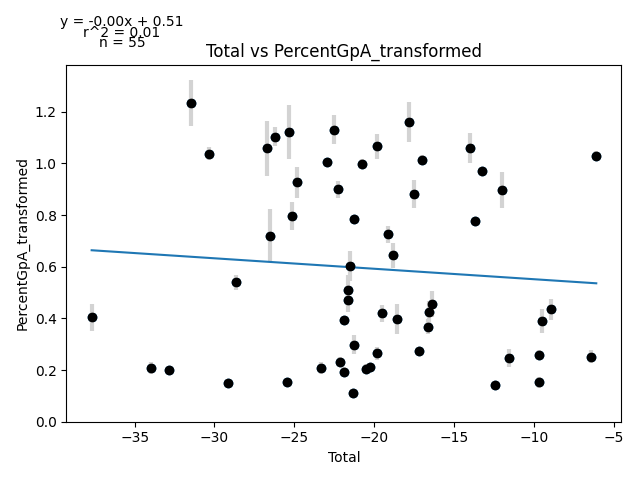 y = -0.00x + 0.51
r^2 = 0.01
n = 55
Total vs PercentGpA_transformed
PercentGpA_transformed
1.2
1.0
0.8
0.6
0.4
0.2
0.0
−35
−30
−25
−20
−15
−10
−5
Total